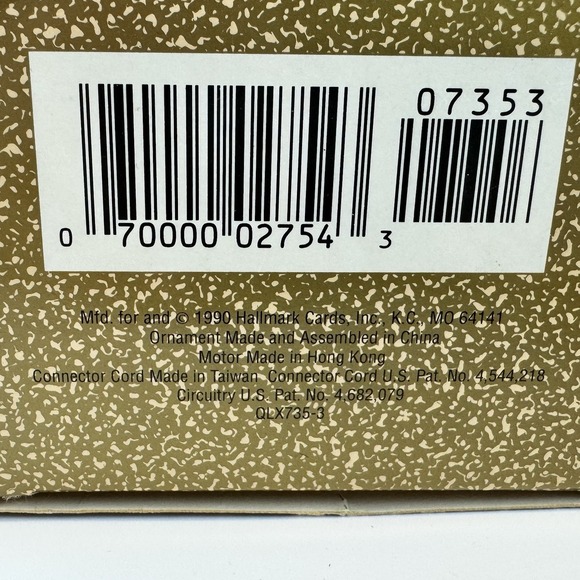 07353
0 70000 02754 3
Mfd. for and © 1990 Hallmark Cards, Inc., K.C., MO 64141
Ornament Made and Assembled in China
Motor Made in Hong Kong
Connector Cord Made in Taiwan Connector Cord U.S. Pat. No. 4,544,218
Circuitry U.S. Pat. No. 4,682,079
QLX735-3